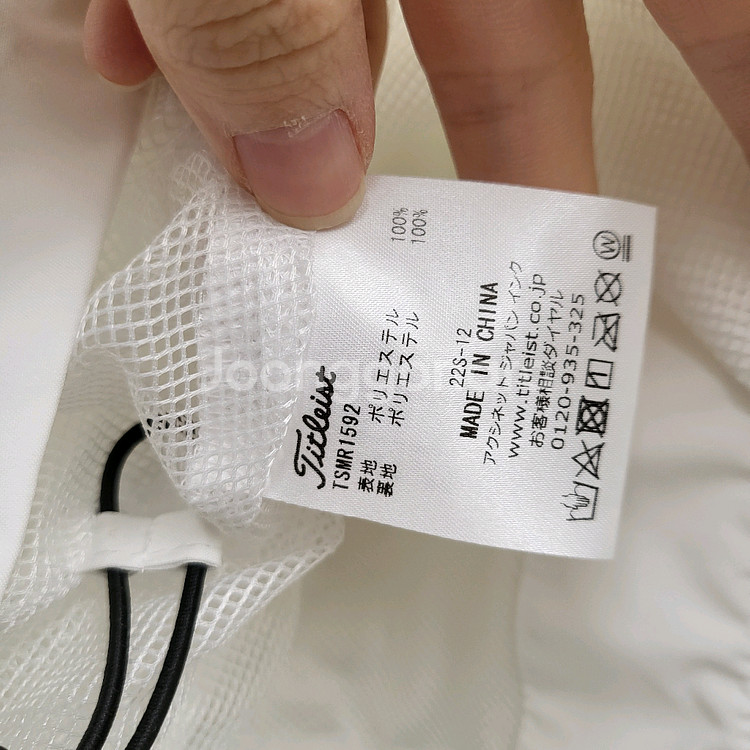 Titleist
TSMR1592
表地 ポリエステル 100%
裏地 ポリエステル 100%
22S-12
MADE IN CHINA
アクシネット ジャパン インク
www.titleist.co.jp
お客様相談ダイヤル
0120-935-325
W